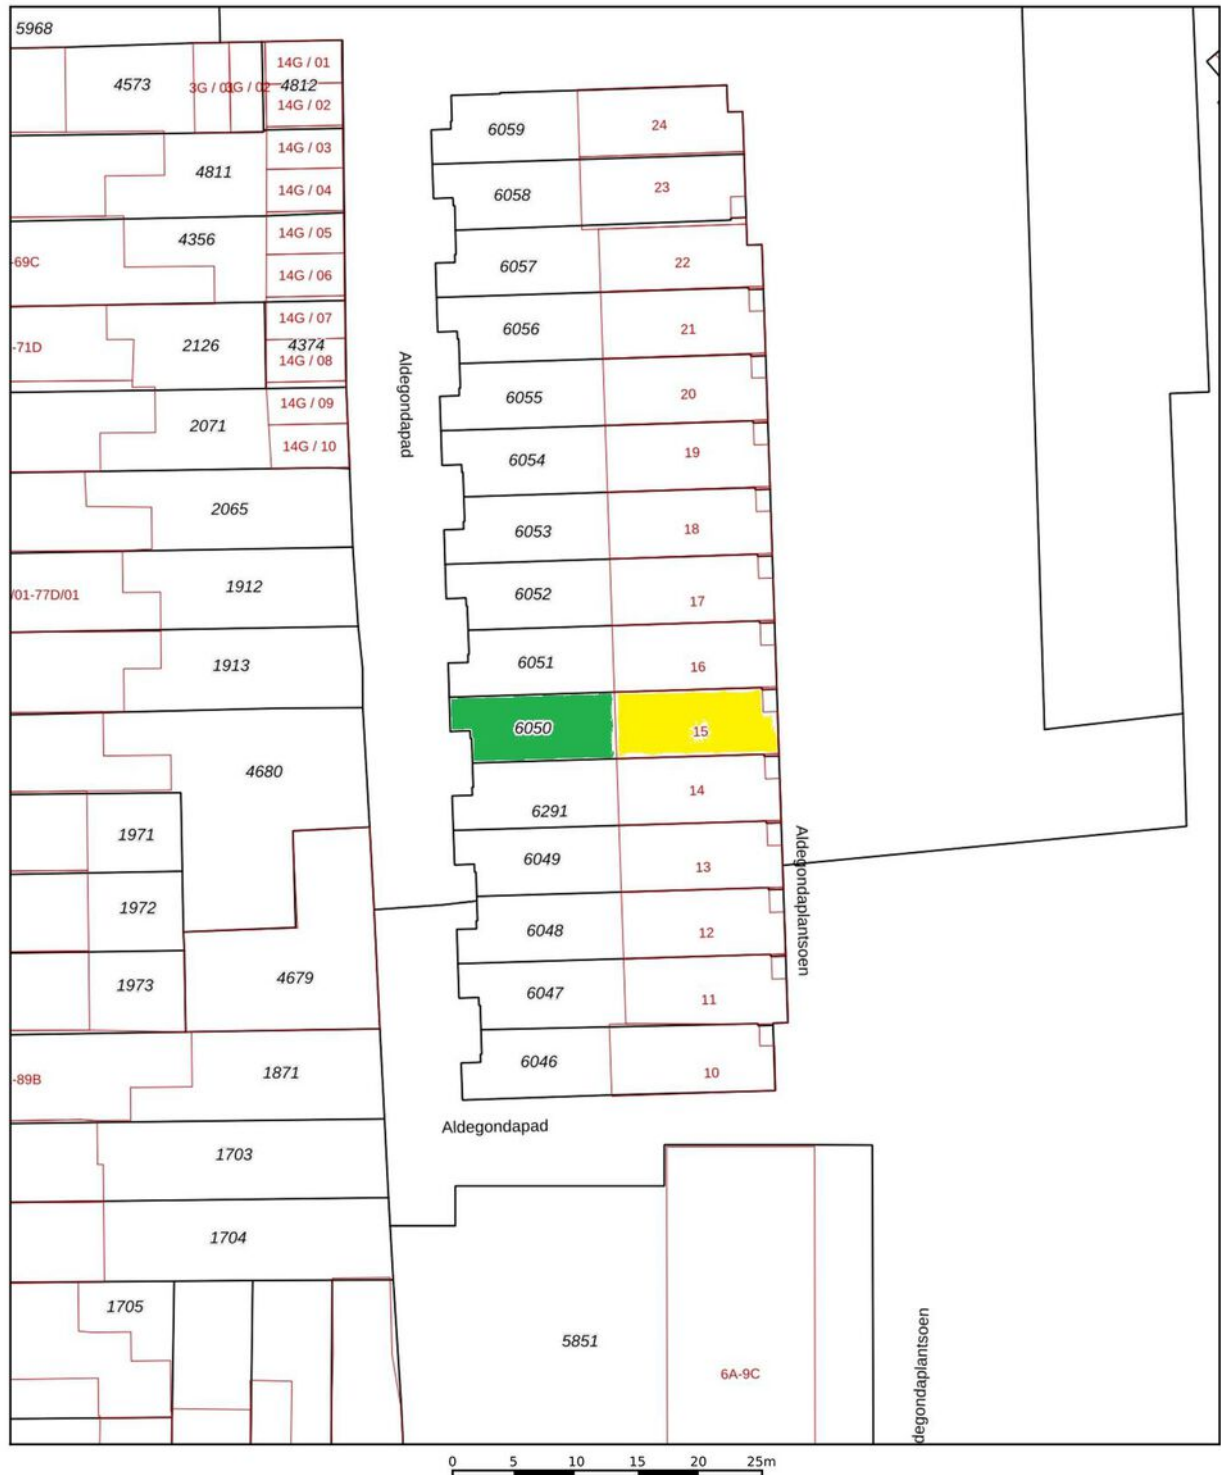 5968
4573
3G / 01
3G / 02
4812
14G / 01
14G / 02
4811
14G / 03
14G / 04
4356
14G / 05
14G / 06
-69C
2126
14G / 07
4374
14G / 08
-71D
2071
14G / 09
14G / 10
2065
1912
/01-77D/01
1913
4680
1971
1972
1973
4679
1871
-89B
1703
1704
1705
Aldegondapad
6059
24
6058
23
6057
22
6056
21
6055
20
6054
19
6053
18
6052
17
6051
16
6050
15
6291
14
6049
13
6048
12
6047
11
6046
10
Aldegondaplantsoen
Aldegondapad
5851
6A-9C
degondaplantsoen
0 5 10 15 20 25m